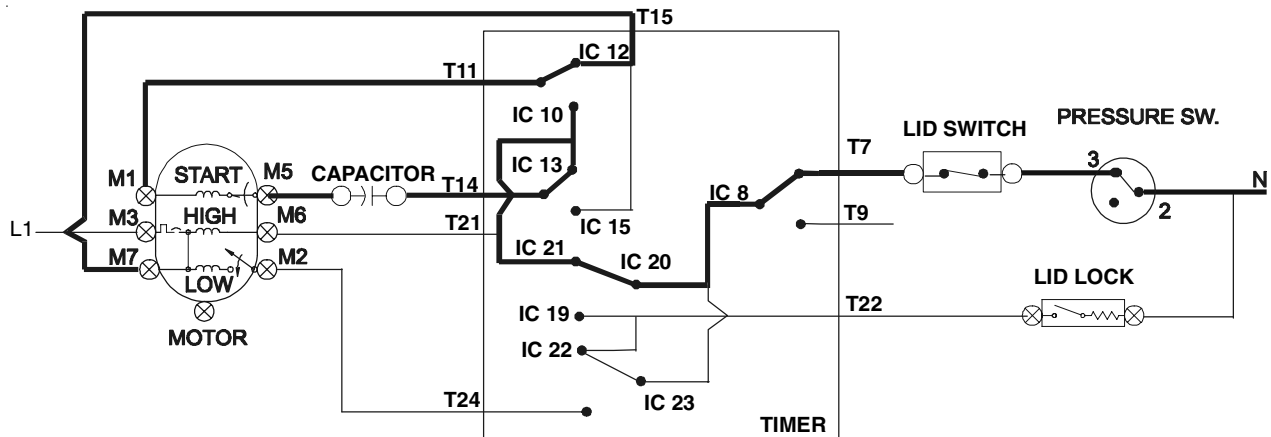 T15
IC 12
T11
IC 10
PRESSURE SW.
LID SWITCH
T7
IC 13
3
M1
START
M5
CAPACITOR
T14
IC 8
N
M3
HIGH
M6
2
L1
T21
IC 15
T9
M7
M2
IC 21
IC 20
LOW
LID LOCK
IC 19
T22
MOTOR
IC 22
T24
IC 23
TIMER